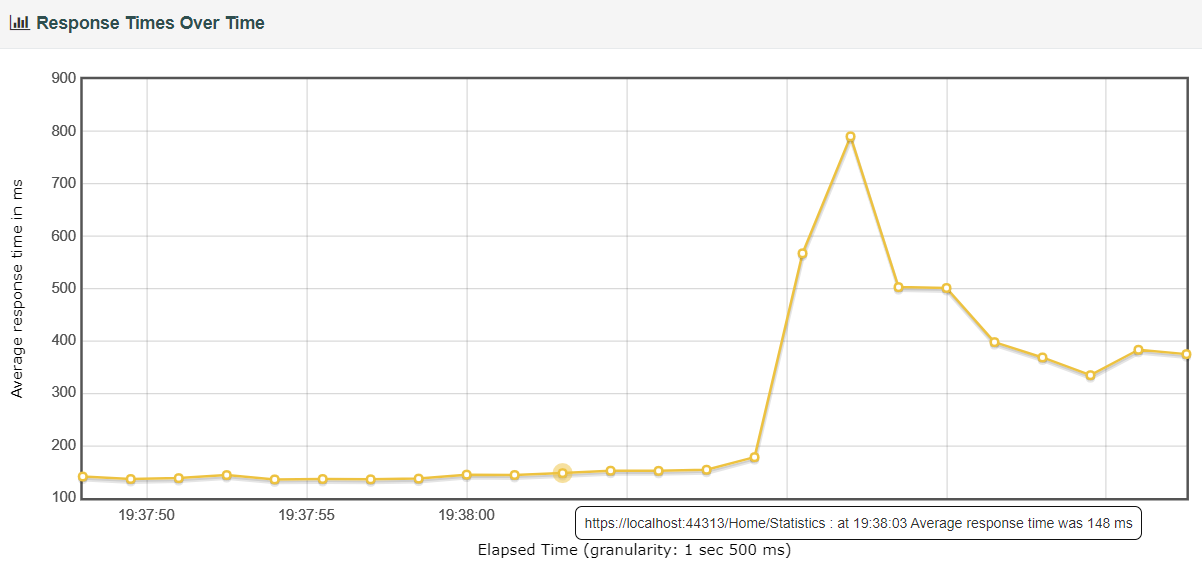 Response Times Over Time
900
800
700
600
500
400
300
200
100
Average response time in ms
19:37:50 19:37:55 19:38:00
https://localhost:44313/Home/Statistics : at 19:38:03 Average response time was 148 ms
Elapsed Time (granularity: 1 sec 500 ms)